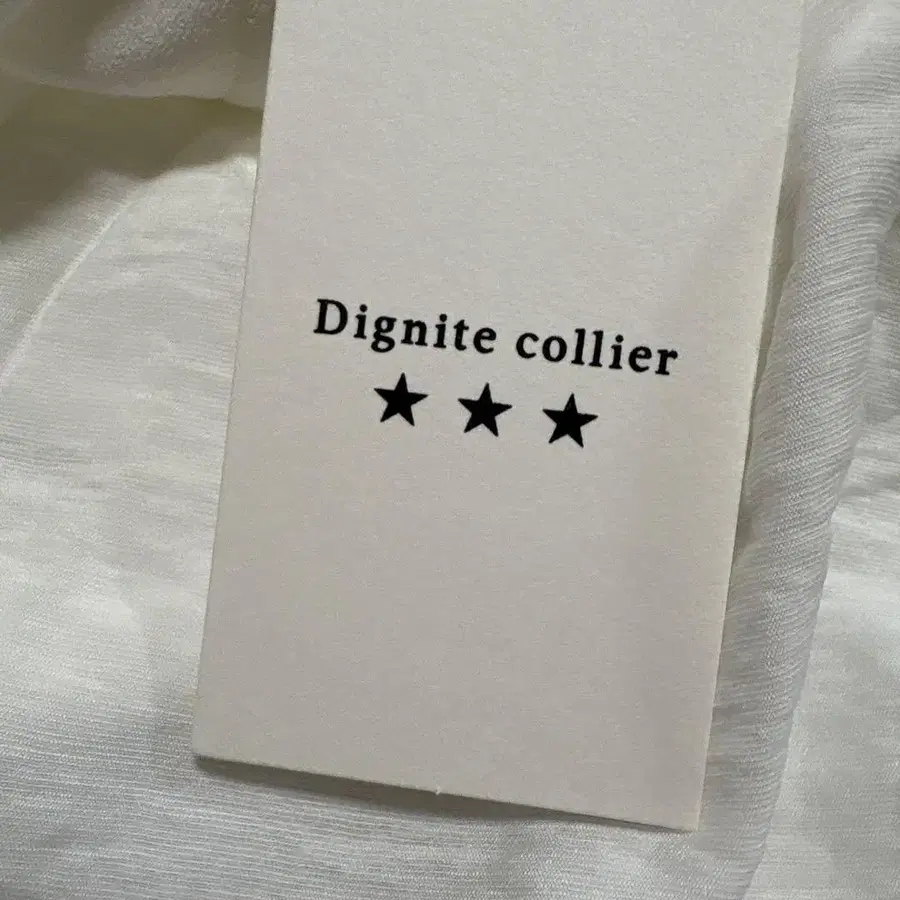 Dignite collier
★ ★ ★